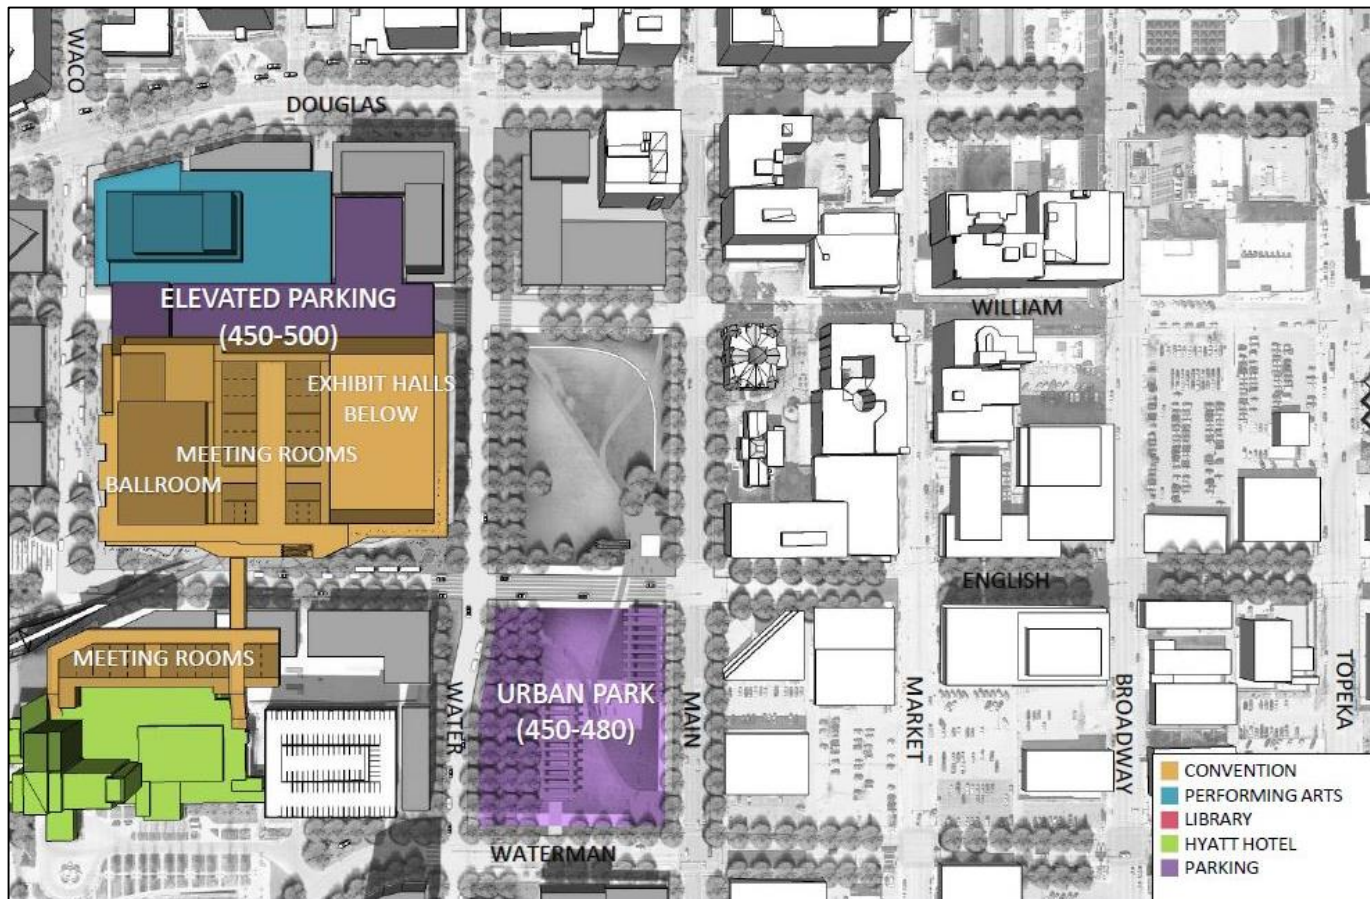 WACO
DOUGLAS
ELEVATED PARKING
(450-500)
WILLIAM
EXHIBIT HALLS
BELOW
MEETING ROOMS
BALLROOM
ENGLISH
MEETING ROOMS
WATER
URBAN PARK
(450-480)
MAIN
MARKET
BROADWAY
TOPEKA
WATERMAN
CONVENTION
PERFORMING ARTS
LIBRARY
HYATT HOTEL
PARKING